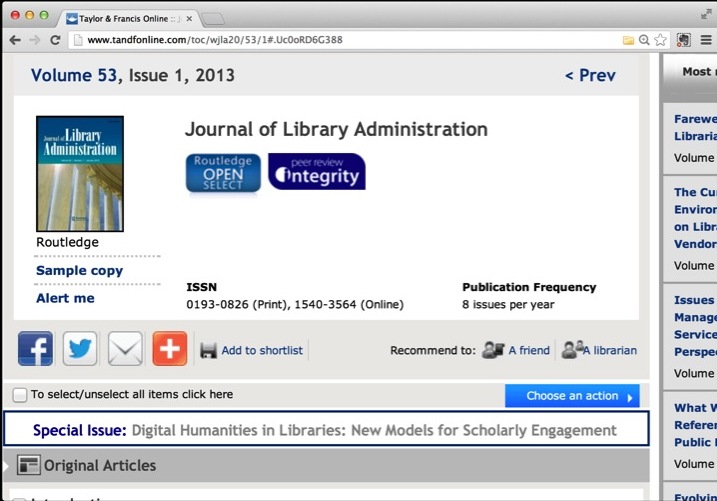 Taylor & Francis Online :: J
www.tandfonline.com/toc/wjla20/53/1#.Uc0oRD6G388
Volume 53, Issue 1, 2013
< Prev
Journal of Library Administration
Journal of Library
Administration
Routledge
OPEN
SELECT
peer review
integrity
Routledge
Sample copy
Alert me
ISSN
0193-0826 (Print), 1540-3564 (Online)
Publication Frequency
8 issues per year
Add to shortlist
Recommend to:
A friend
A librarian
To select/unselect all items click here
Choose an action
Special Issue: Digital Humanities in Libraries: New Models for Scholarly Engagement
Original Articles
Most
Farewe
Libraria
Volume
The Cu
Enviro
on Libr
Vendor
Volume
Issues
Manage
Service
Perspe
Volume
What W
Refere
Public
Volume
Evolvin